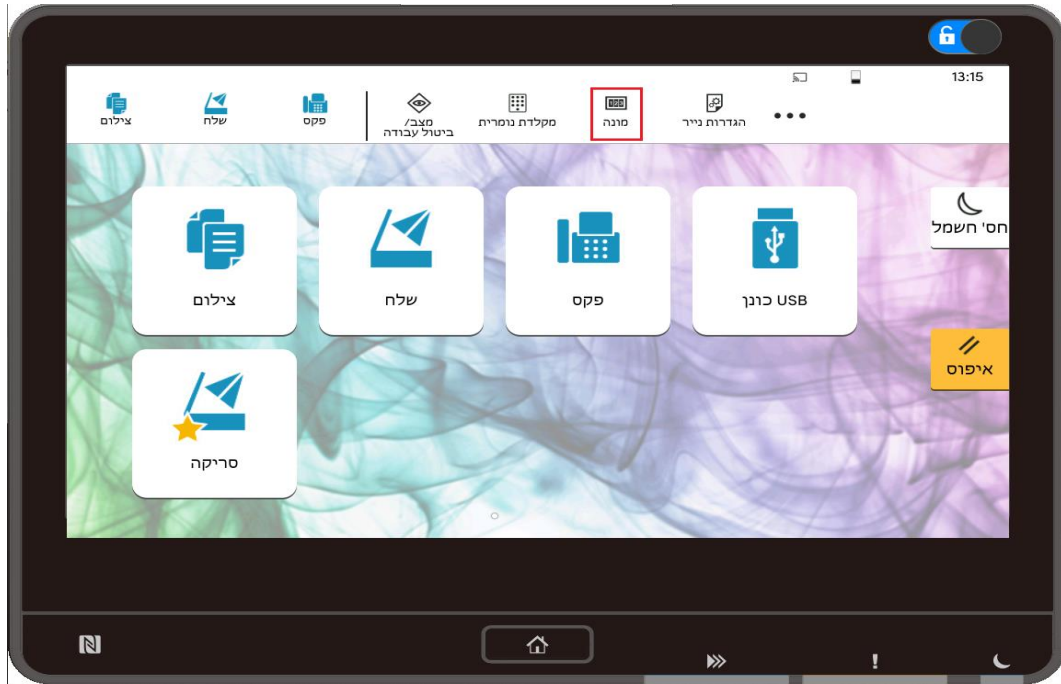 13:15
צילום
שלח
פקס
מצב/
ביטול עבודה
מקלדת נומרית
מונה
הגדרות נייר
צילום
שלח
פקס
כונן USB
חס' חשמל
איפוס
סריקה